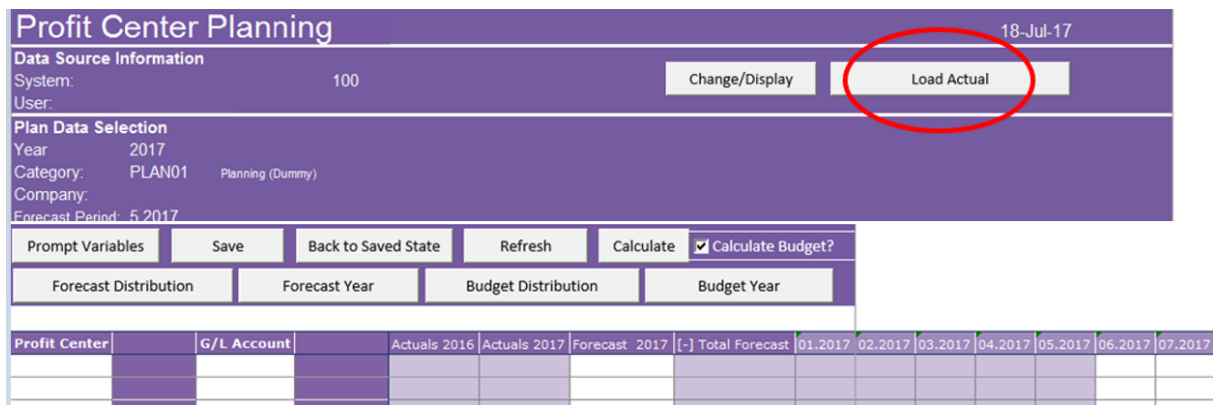 Profit Center Planning 18-Jul-17
Data Source Information
System: 100 Change/Display Load Actual
User:
Plan Data Selection
Year 2017
Category: PLAN01 Planning (Dummy)
Company:
Forecast Period: 5 2017
Prompt Variables Save Back to Saved State Refresh Calculate Calculate Budget?
Forecast Distribution Forecast Year Budget Distribution Budget Year
Profit Center G/L Account Actuals 2016 Actuals 2017 Forecast 2017 [-] Total Forecast 01.2017 02.2017 03.2017 04.2017 05.2017 06.2017 07.2017